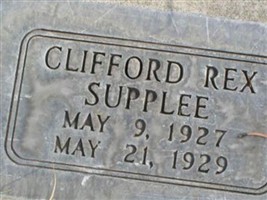 CLIFFORD REX
SUPPLEE
MAY 9, 1927
MAY 21, 1929